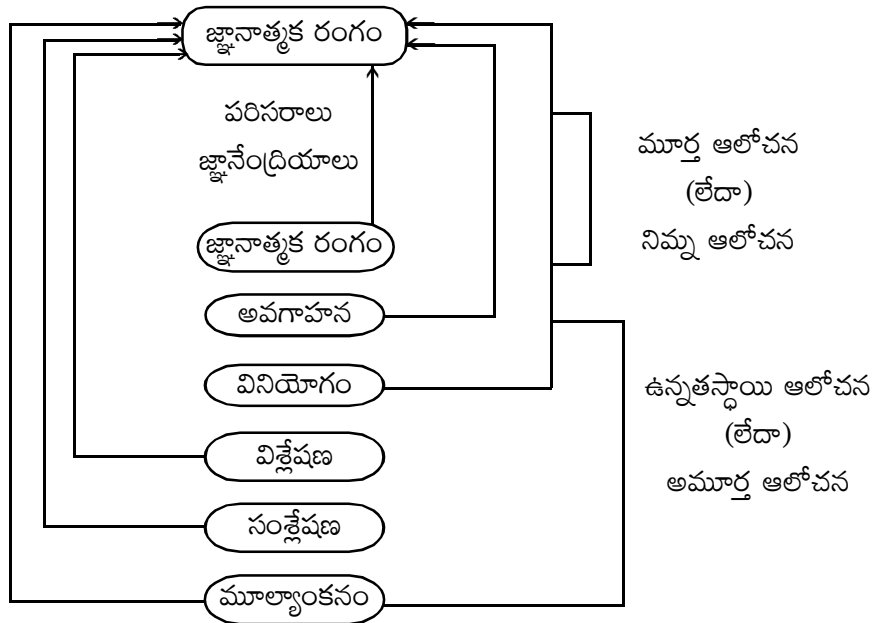 జ్ఞానాత్మక రంగం
పరిసరాలు
జ్ఞానేంద్రియాలు
జ్ఞానాత్మక రంగం
అవగాహన
వినియోగం
విశ్లేషణ
సంశ్లేషణ
మూల్యాంకనం
మూర్త ఆలోచన
(లేదా)
నిమ్న ఆలోచన
ఉన్నతస్థాయి ఆలోచన
(లేదా)
అమూర్త ఆలోచన